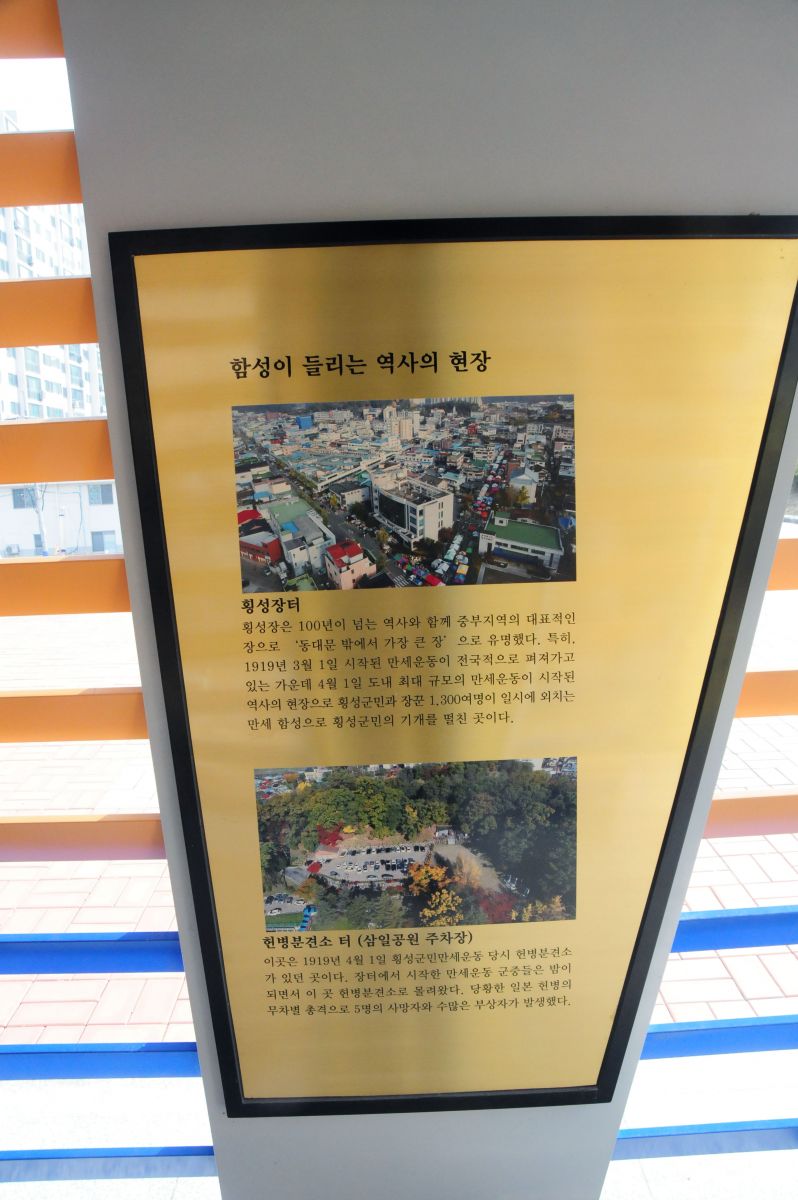 함성이 들리는 역사의 현장
횡성장터
횡성장은 100년이 넘는 역사와 함께 중부지역의 대표적인
장으로 ‘동대문 밖에서 가장 큰 장’으로 유명했다. 특히,
1919년 3월 1일 시작된 만세운동이 전국적으로 펴져가고
있는 가운데 4월 1일 도내 최대 규모의 만세운동이 시작된
역사의 현장으로 횡성군민과 장꾼 1,300여명이 일시에 외치는
만세 함성으로 횡성군민의 기개를 떨친 곳이다.
헌병분견소 터 (삼일공원 주차장)
이곳은 1919년 4월 1일 횡성군민만세운동 당시 헌병분견소
가 있던 곳이다. 장터에서 시작한 만세운동 군중들은 밤이
되면서 이 곳 헌병분견소로 몰려왔다. 당황한 일본 헌병의
무차별 총격으로 5명의 사망자와 수많은 부상자가 발생했다.